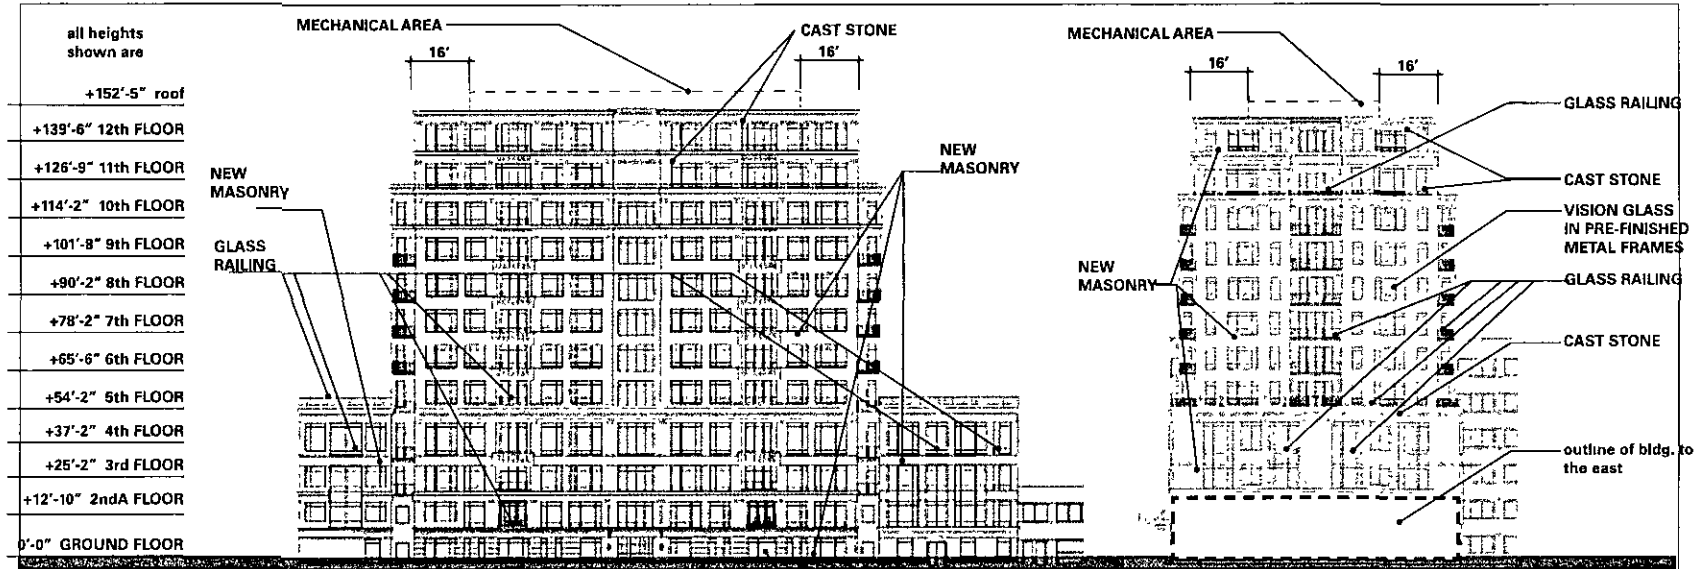 all heights
shown are
+152'-5" roof
+139'-6" 12th FLOOR
+126'-9" 11th FLOOR
+114'-2" 10th FLOOR
+101'-8" 9th FLOOR
+90'-2" 8th FLOOR
+78'-2" 7th FLOOR
+65'-6" 6th FLOOR
+54'-2" 5th FLOOR
+37'-2" 4th FLOOR
+25'-2" 3rd FLOOR
+12'-10" 2ndA FLOOR
0'-0" GROUND FLOOR
MECHANICAL AREA
16'
16'
CAST STONE
NEW
MASONRY
GLASS
RAILING
NEW
MASONRY
MECHANICAL AREA
16'
16'
GLASS RAILING
CAST STONE
VISION GLASS
IN PRE-FINISHED
METAL FRAMES
NEW
MASONRY
GLASS RAILING
CAST STONE
outline of bldg. to
the east